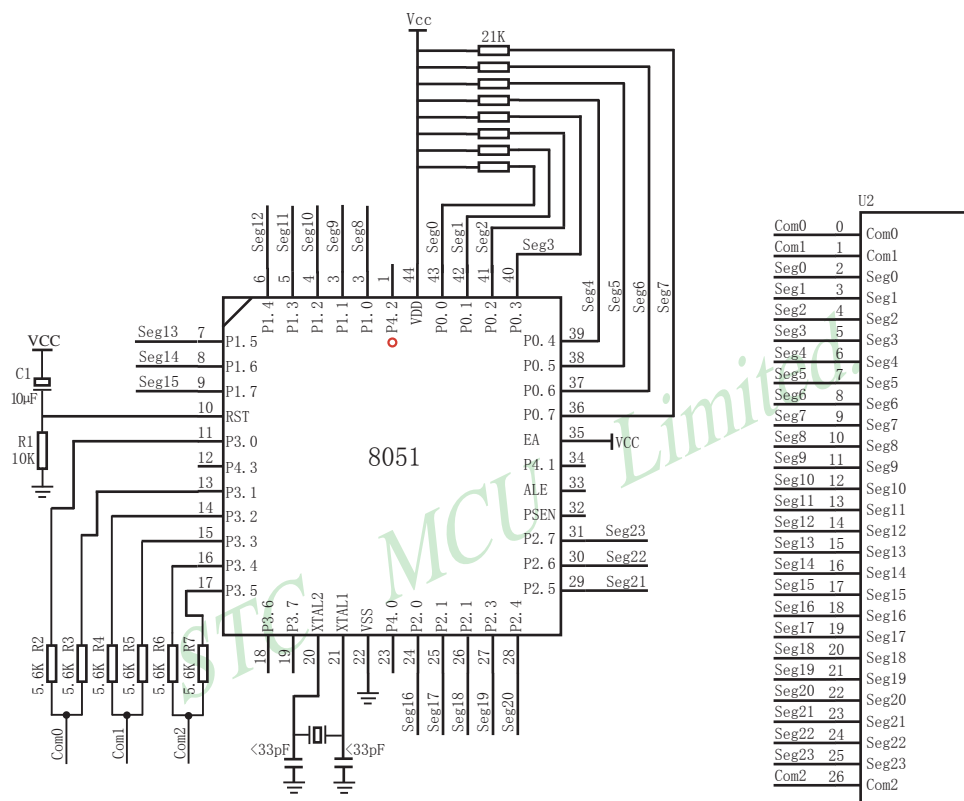 Vcc
21K
U2
Seg12
Seg11
Seg10
Seg9
Seg8
Seg0
Seg1
Seg2
Seg3
Seg4
Seg5
Seg6
Seg7
6
5
4
3
3
1
44
43
42
41
40
P1.4
P1.3
P1.2
P1.1
P1.0
P4.2
VDD
P0.0
P0.1
P0.2
P0.3
Seg13 7 P1.5
Seg14 8 P1.6
Seg15 9 P1.7
10 RST
11 P3.0
12 P4.3
13 P3.1
14 P3.2
15 P3.3
16 P3.4
17 P3.5
VCC
C1
10μF
R1
10K
8051
P0.4 39
P0.5 38
P0.6 37
P0.7 36
EA 35 VCC
P4.1 34
ALE 33
PSEN 32
P2.7 31 Seg23
P2.6 30 Seg22
P2.5 29 Seg21
P3.6
P3.7
XTAL2
XTAL1
VSS
P4.0
P2.0
P2.1
P2.1
P2.3
P2.4
18
19
20
21
22
23
24
25
26
27
28
Seg16
Seg17
Seg18
Seg19
Seg20
5.6K R2
5.6K R3
5.6K R4
5.6K R5
5.6K R6
5.6K R7
Com0
Com1
Com2
<33pF
<33pF
Com0 0 Com0
Com1 1 Com1
Seg0 2 Seg0
Seg1 3 Seg1
Seg2 4 Seg2
Seg3 5 Seg3
Seg4 6 Seg4
Seg5 7 Seg5
Seg6 8 Seg6
Seg7 9 Seg7
Seg8 10 Seg8
Seg9 11 Seg9
Seg10 12 Seg10
Seg11 13 Seg11
Seg12 14 Seg12
Seg13 15 Seg13
Seg14 16 Seg14
Seg15 17 Seg15
Seg16 18 Seg16
Seg17 19 Seg17
Seg18 20 Seg18
Seg19 21 Seg19
Seg20 22 Seg20
Seg21 23 Seg21
Seg22 24 Seg22
Seg23 25 Seg23
Com2 26 Com2
STC MCU Limited.